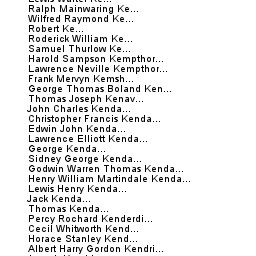 Ralph Mainwaring Ke...
Wilfred Raymond Ke...
Robert Ke...
Roderick William Ke...
Samuel Thurlow Ke...
Harold Sampson Kempthor...
Lawrence Neville Kempthor...
Frank Mervyn Kemsh...
George Thomas Boland Ken...
Thomas Joseph Kenav...
John Charles Kenda...
Christopher Francis Kenda...
Edwin John Kenda...
Lawrence Elliott Kenda...
George Kenda...
Sidney George Kenda...
Godwin Warren Thomas Kenda...
Henry William Martindale Kenda...
Lewis Henry Kenda...
Jack Kenda...
Thomas Kenda...
Percy Rochard Kenderdi...
Cecil Whitworth Kend...
Horace Stanley Kend...
Albert Harry Gordon Kendri...